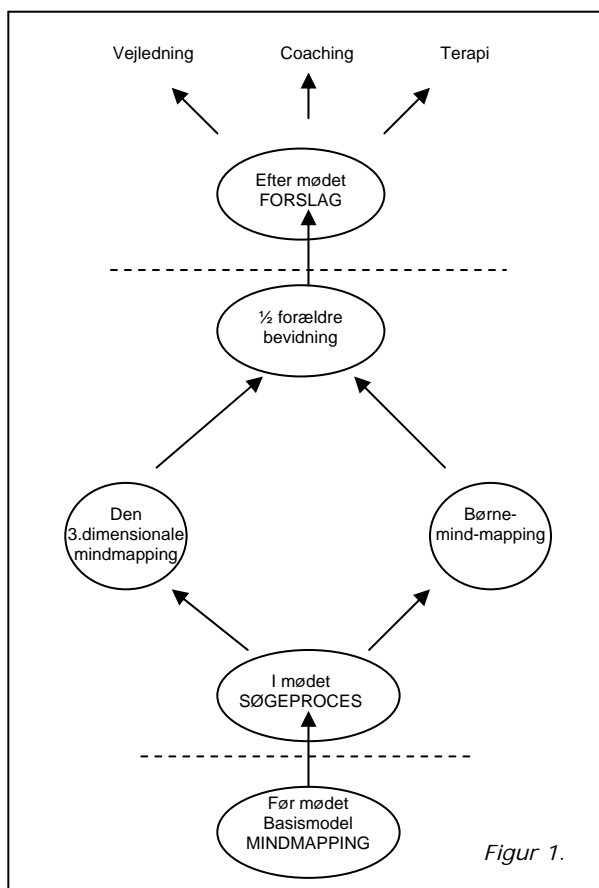 Vejledning Coaching Terapi
Efter mødet
FORSLAG
½ forældre
bevidning
Den
3.dimensionale
mindmapping
Børne-
mind-mapping
I mødet
SØGEPROCES
Før mødet
Basismodel
MINDMAPPING
Figur 1.